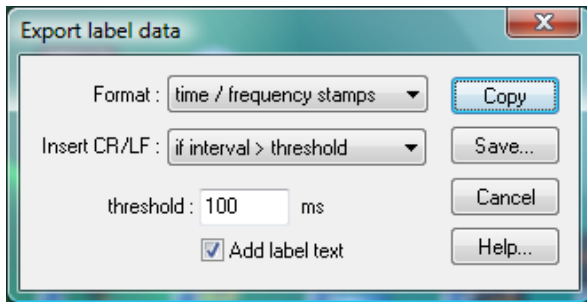 Export label data
Format : time / frequency stamps
Copy
Insert CR/LF : if interval > threshold
Save...
threshold : 100 ms
Cancel
Add label text
Help...